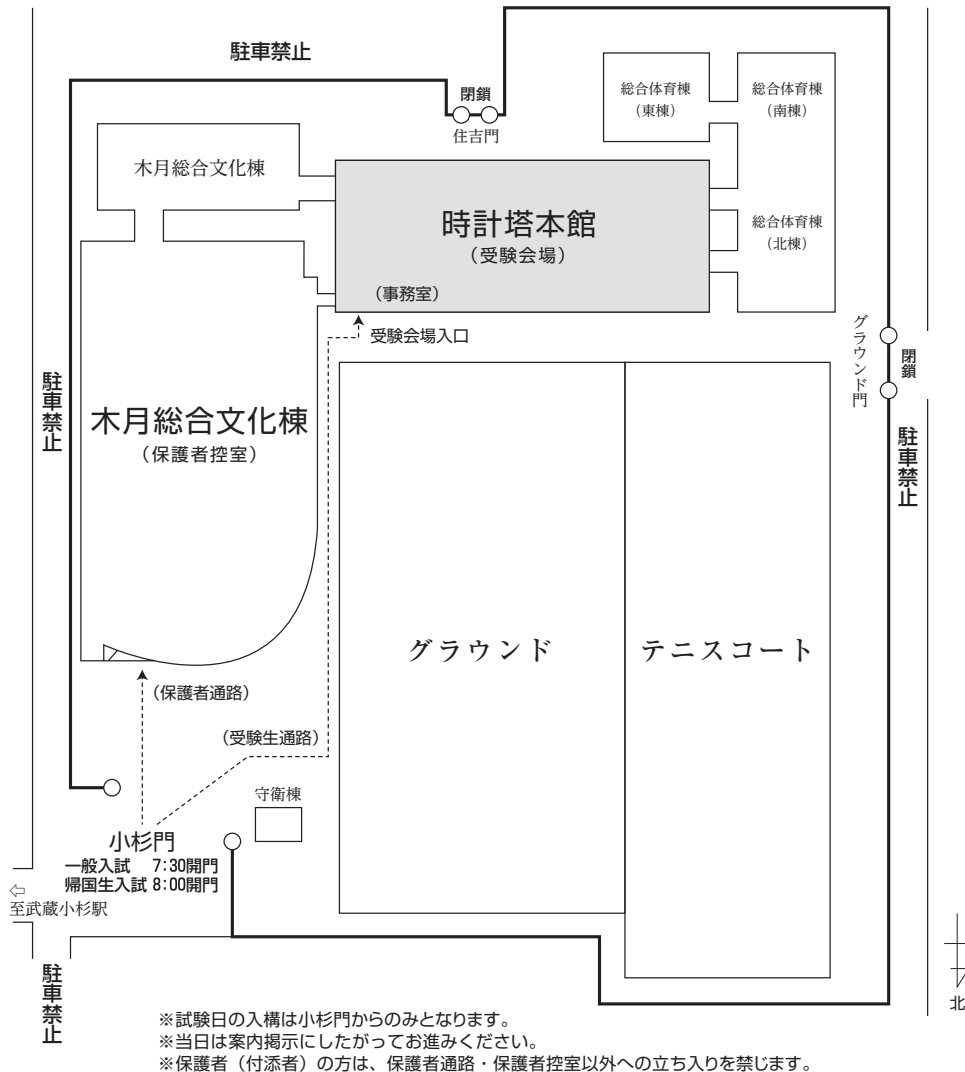 駐車禁止
閉鎖
住吉門
総合体育棟
（東棟）
総合体育棟
（南棟）
木月総合文化棟
時計塔本館
（受験会場）
総合体育棟
（北棟）
（事務室）
受験会場入口
グラウンド門
閉鎖
駐車禁止
木月総合文化棟
（保護者控室）
駐車禁止
グラウンド
テニスコート
（保護者通路）
（受験生通路）
守衛棟
小杉門
一般入試 7:30開門
帰国生入試 8:00開門
⇦
至武蔵小杉駅
駐車禁止
北
※試験日の入構は小杉門からのみとなります。
※当日は案内掲示にしたがってお進みください。
※保護者（付添者）の方は、保護者通路・保護者控室以外への立ち入りを禁じます。